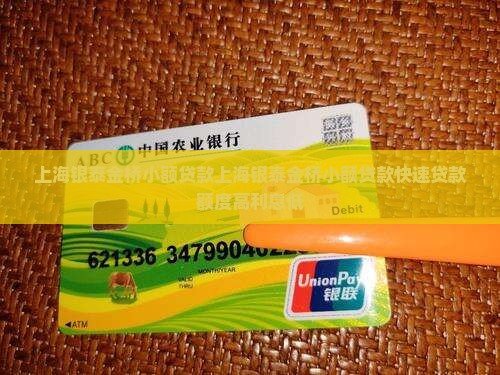 ABC 中国农业银行
上海银泰金桥小额贷款上海银泰金桥小额贷款快速贷款
额度高利息低
Debit
621336 34799040
MONTH/YEAR
VALID
THRU
UnionPay
银联
◀ATM